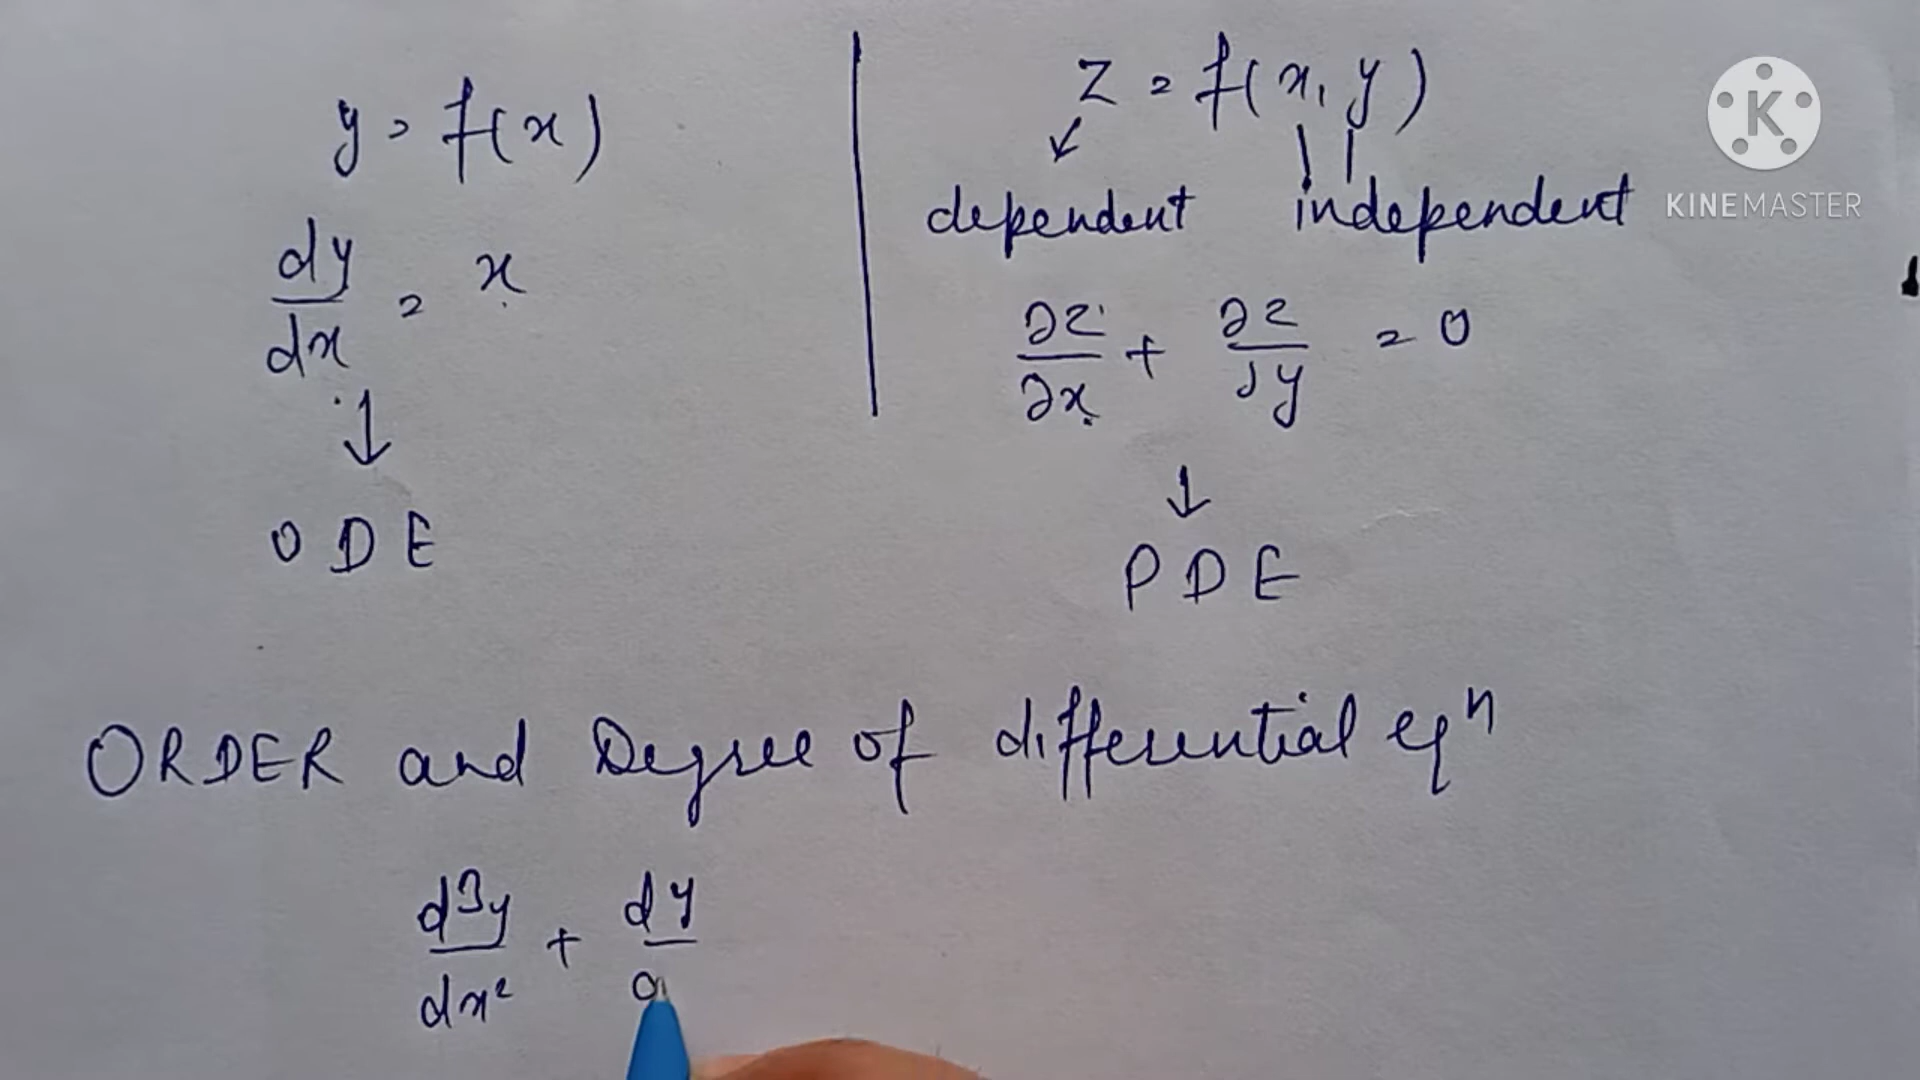 y = f(x)
dy/dx = x
↓
ODE
z = f(x, y)
dependent independent
∂z/∂x + ∂z/∂y = 0
↓
PDE
ORDER and Degree of differential eqⁿ
d³y/dx² + dy/d
K
KINEMASTER